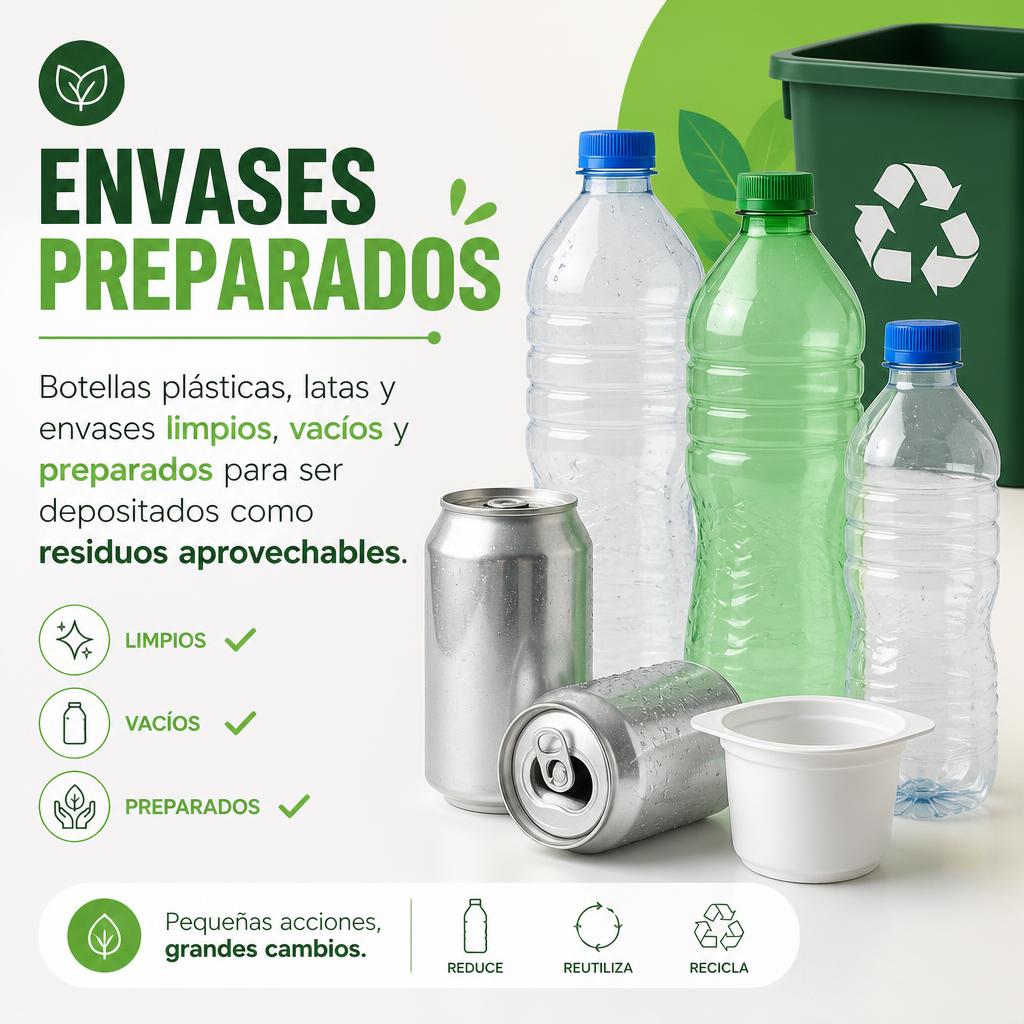 ENVASES
PREPARADOS
Botellas plásticas, latas y
envases limpios, vacíos y
preparados para ser
depositados como
residuos aprovechables.
LIMPIOS
VACÍOS
PREPARADOS
Pequeñas acciones,
grandes cambios.
REDUCE
REUTILIZA
RECICLA